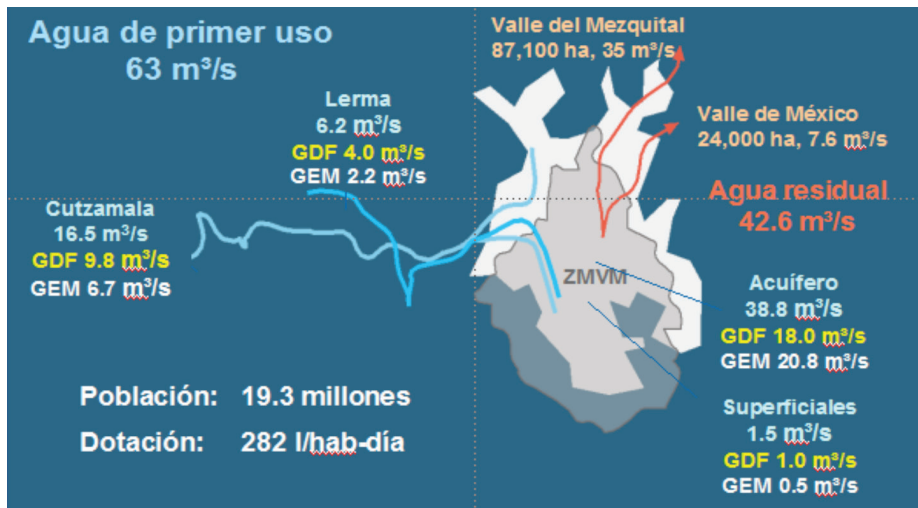 Agua de primer uso
63 m³/s
Valle del Mezquital
87,100 ha, 35 m³/s
Lerma
6.2 m³/s
GDF 4.0 m³/s
GEM 2.2 m³/s
Valle de México
24,000 ha, 7.6 m³/s
Agua residual
42.6 m³/s
Cutzamala
16.5 m³/s
GDF 9.8 m³/s
GEM 6.7 m³/s
ZMVM
Acuífero
38.8 m³/s
GDF 18.0 m³/s
GEM 20.8 m³/s
Población: 19.3 millones
Dotación: 282 l/hab-día
Superficiales
1.5 m³/s
GDF 1.0 m³/s
GEM 0.5 m³/s